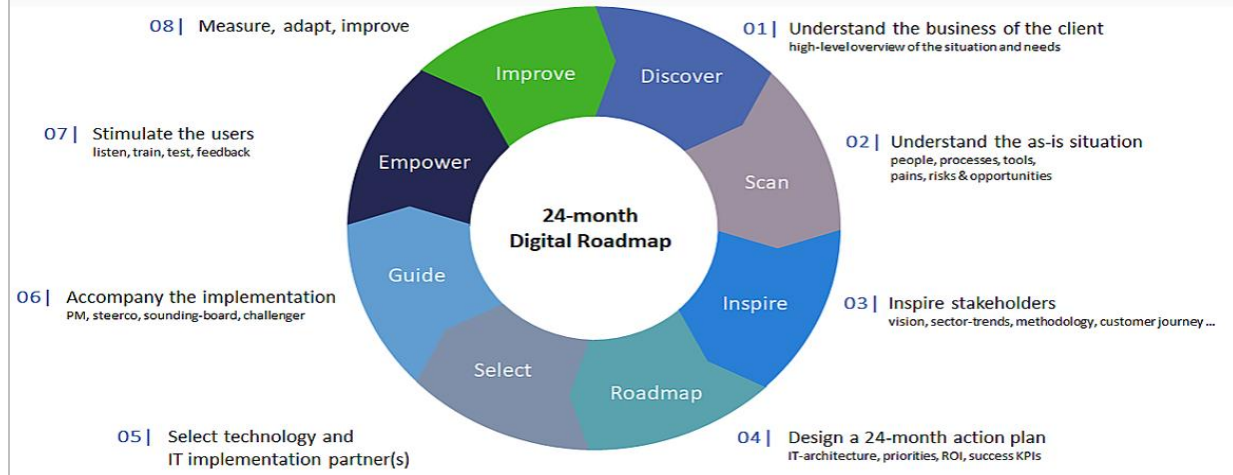 08| Measure, adapt, improve
01| Understand the business of the client
high-level overview of the situation and needs
Improve
Discover
07| Stimulate the users
listen, train, test, feedback
02| Understand the as-is situation
people, processes, tools,
pains, risks & opportunities
Empower
Scan
24-month
Digital Roadmap
Guide
Inspire
06| Accompany the implementation
PM, steerco, sounding-board, challenger
03| Inspire stakeholders
vision, sector-trends, methodology, customer journey ...
Select
Roadmap
05| Select technology and
IT implementation partner(s)
04| Design a 24-month action plan
IT-architecture, priorities, ROI, success KPIs